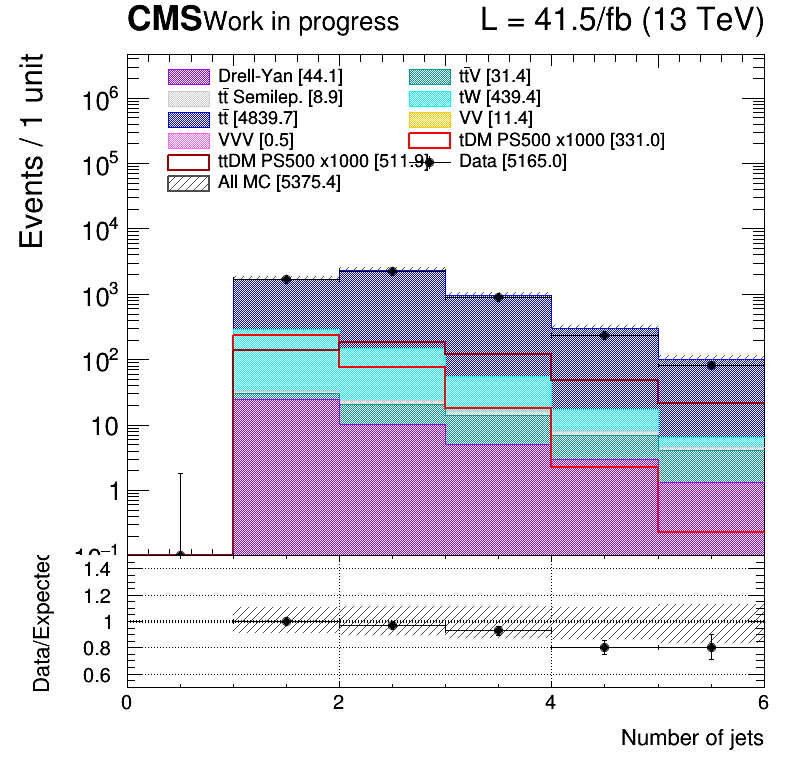 CMS Work in progress L = 41.5/fb (13 TeV)
Events / 1 unit
Drell-Yan [44.1] tt̄V [31.4]
tt̄ Semilep. [8.9] tW [439.4]
tt̄ [4839.7] VV [11.4]
VVV [0.5] tDM PS500 x1000 [331.0]
ttDM PS500 x1000 [511.9] Data [5165.0]
All MC [5375.4]
10⁶
10⁵
10⁴
10³
10²
10
1
10⁻¹
Data/Expected
1.4
1.2
1
0.8
0.6
0 2 4 6
Number of jets